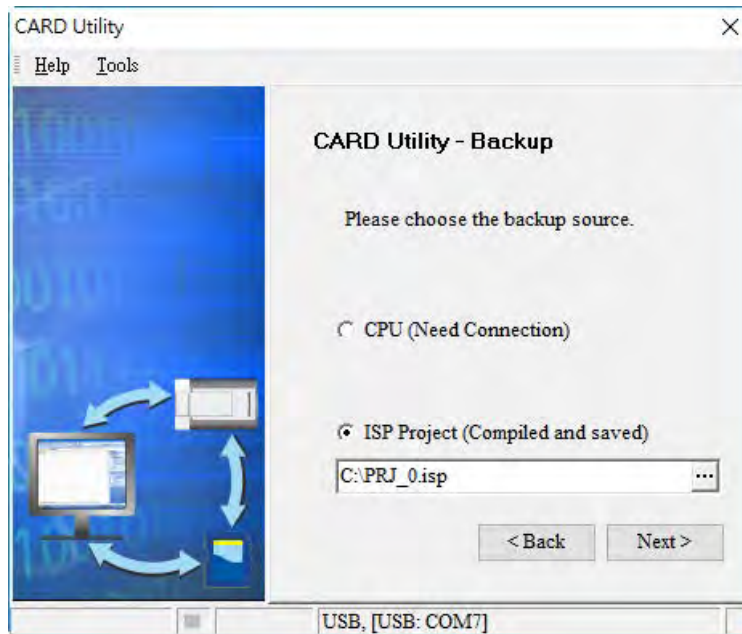 CARD Utility
Help Tools
CARD Utility - Backup
Please choose the backup source.
CPU (Need Connection)
ISP Project (Compiled and saved)
C:\PRJ_0.isp ...
< Back Next >
USB, [USB: COM7]